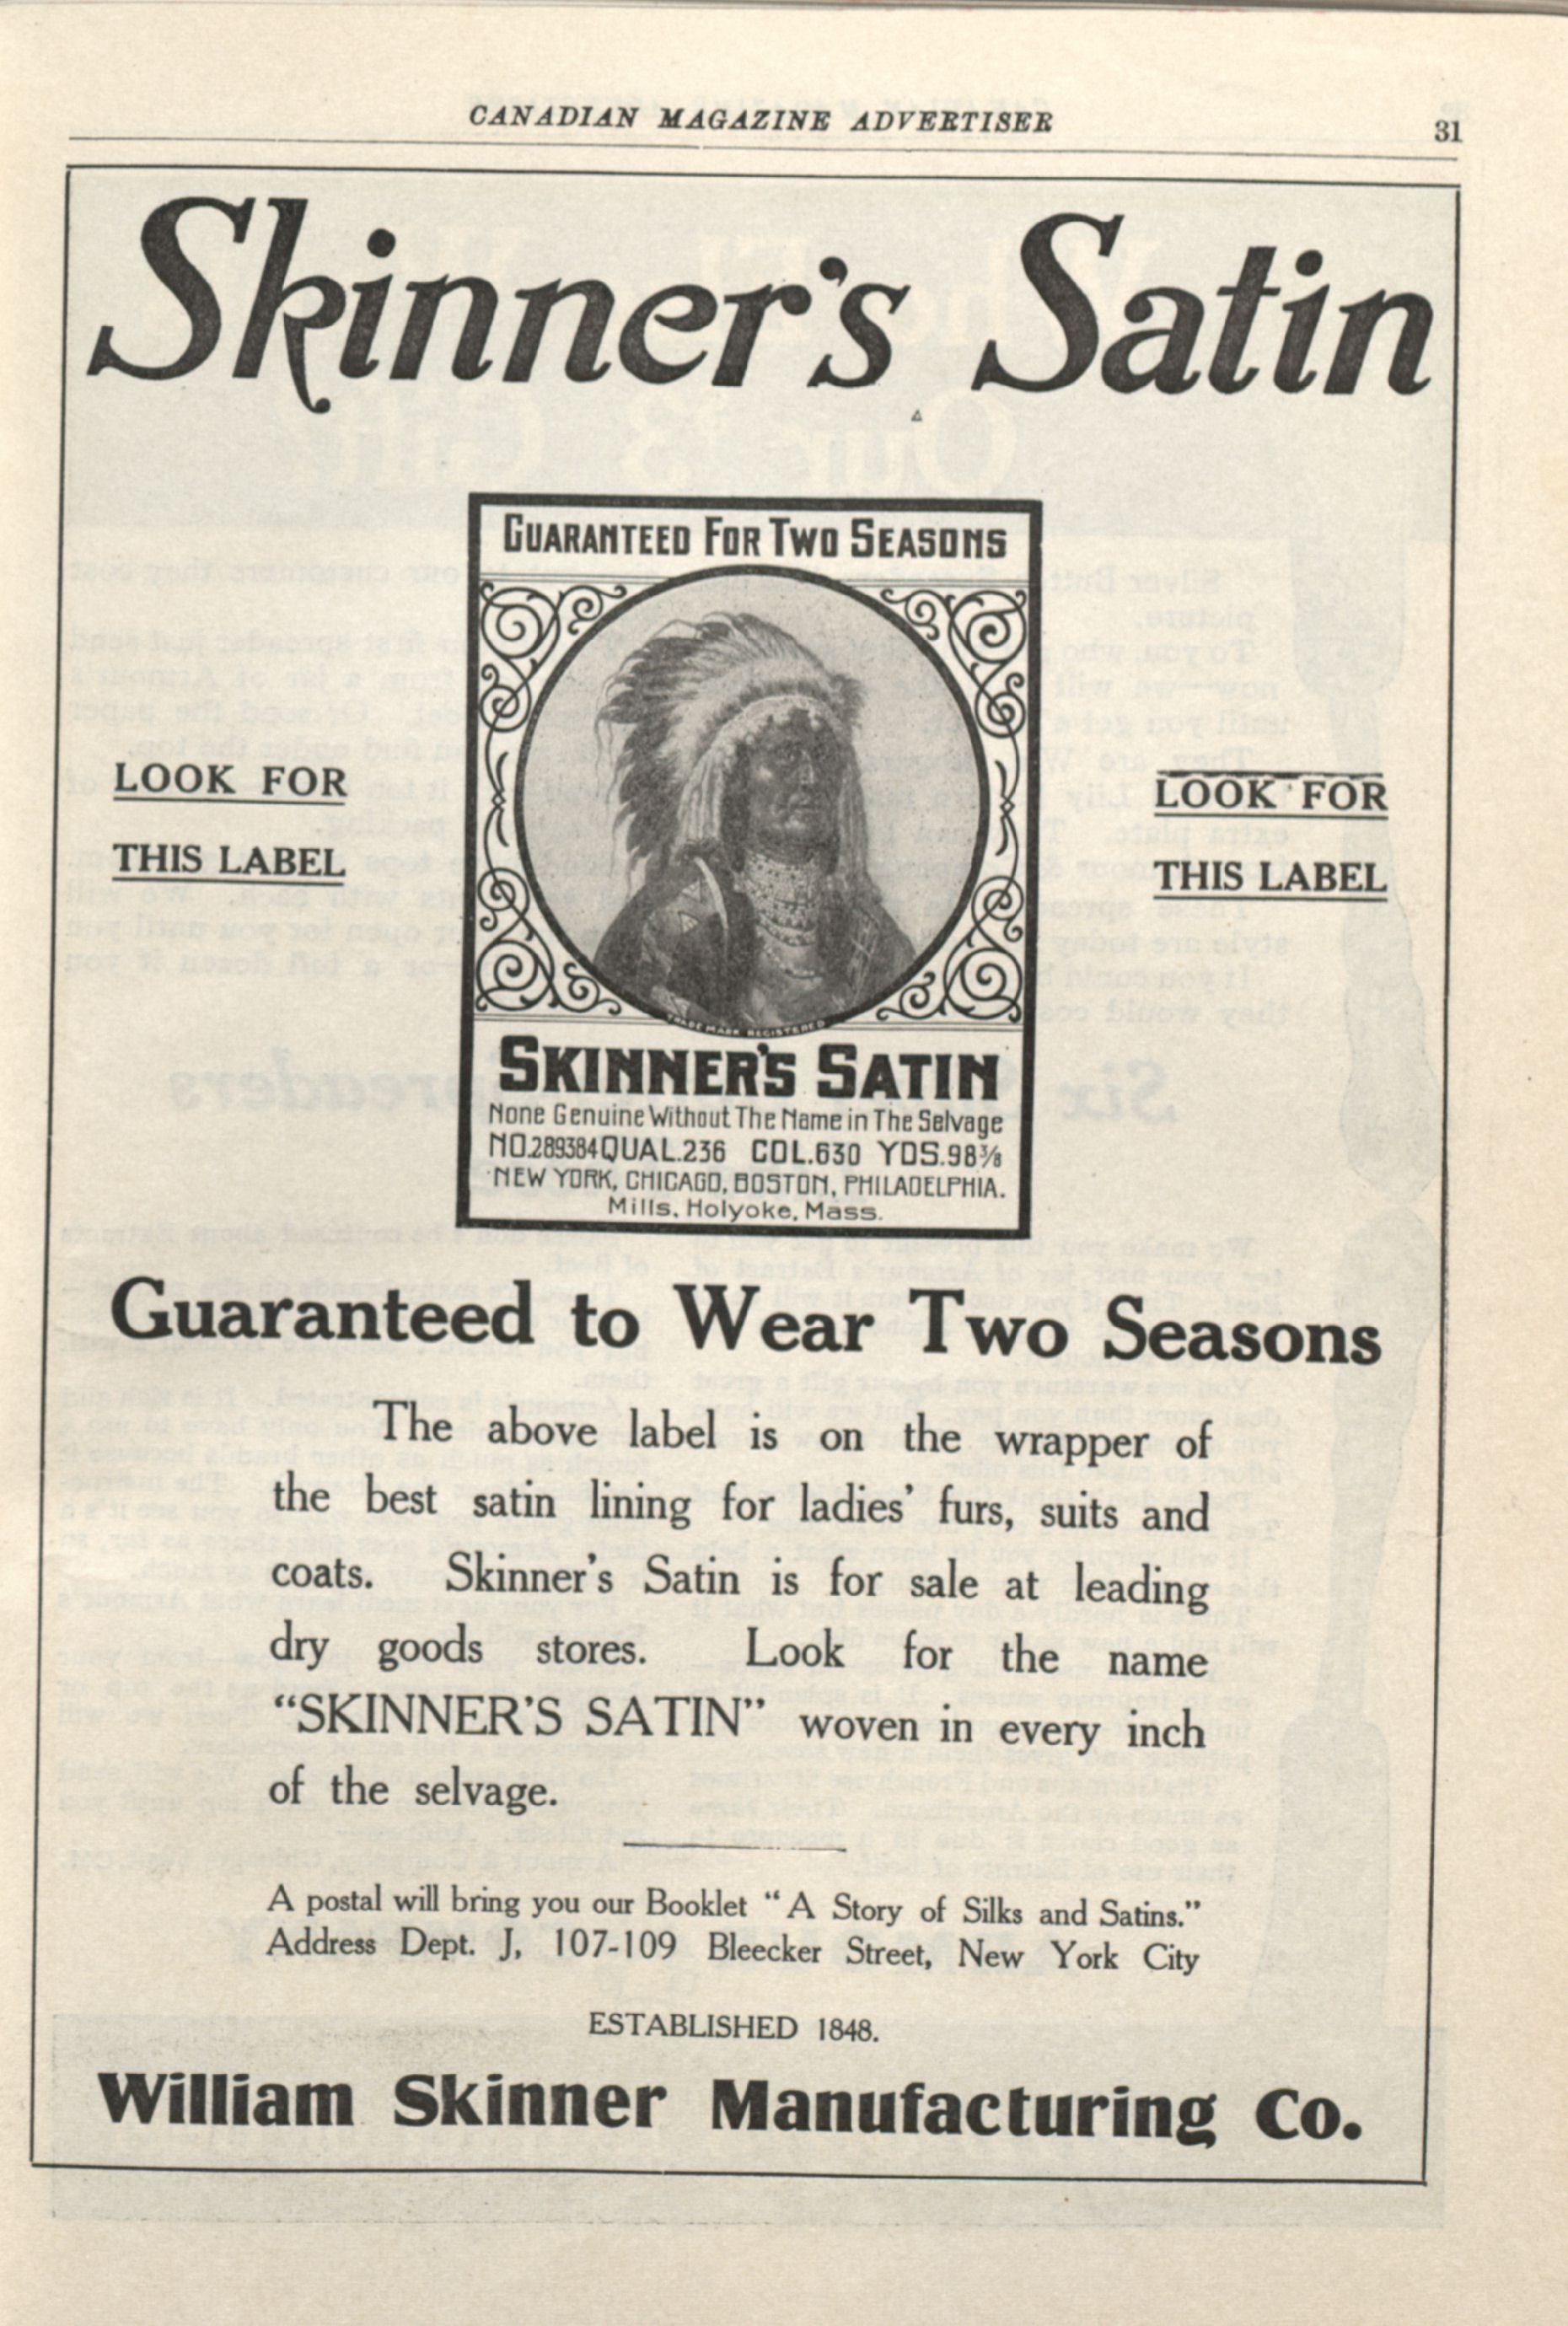 CANADIAN MAGAZINE ADVERTISER
31
Skinner's Satin
GUARANTEED FOR TWO SEASONS
LOOK FOR
THIS LABEL
LOOK FOR
THIS LABEL
TRADE MARK REGISTERED
SKINNER'S SATIN
None Genuine Without The Name in The Selvage
NO.289384 QUAL.236 COL.630 YDS.98⅜
NEW YORK, CHICAGO, BOSTON, PHILADELPHIA.
Mills, Holyoke, Mass.
Guaranteed to Wear Two Seasons
The above label is on the wrapper of
the best satin lining for ladies' furs, suits and
coats. Skinner's Satin is for sale at leading
dry goods stores. Look for the name
"SKINNER'S SATIN" woven in every inch
of the selvage.
A postal will bring you our Booklet "A Story of Silks and Satins."
Address Dept. J, 107-109 Bleecker Street, New York City
ESTABLISHED 1848.
William Skinner Manufacturing Co.